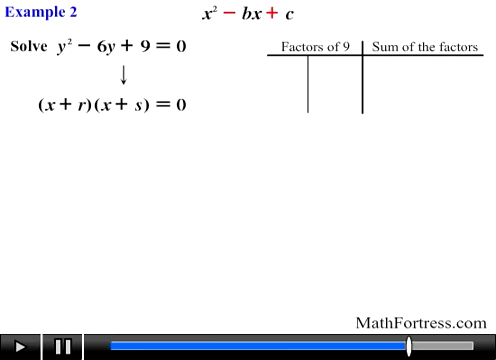 Example 2
x² − bx + c
Solve y² − 6y + 9 = 0
Factors of 9 Sum of the factors
↓
(x + r)(x + s) = 0
MathFortress.com